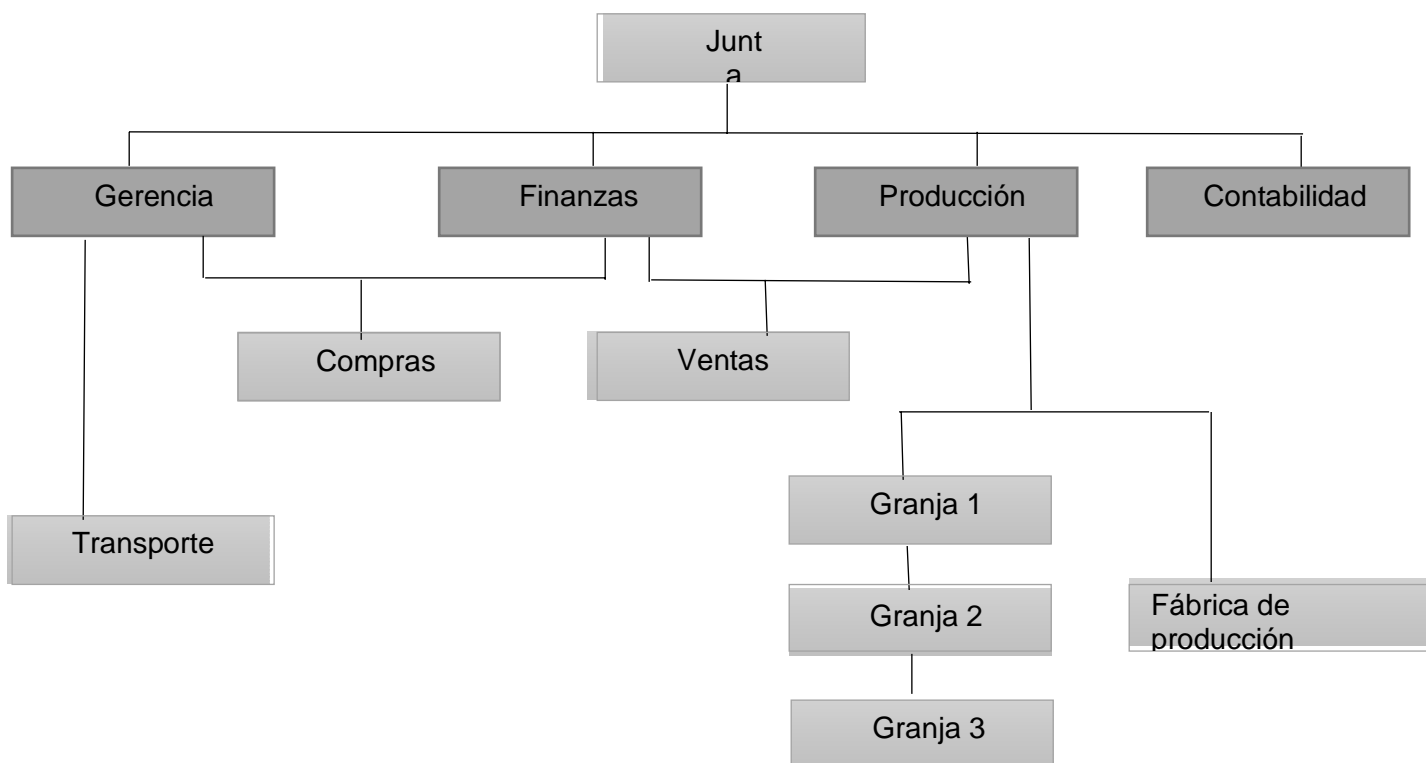 Junt
a
Gerencia
Finanzas
Producción
Contabilidad
Compras
Ventas
Granja 1
Transporte
Granja 2
Fábrica de
producción
Granja 3